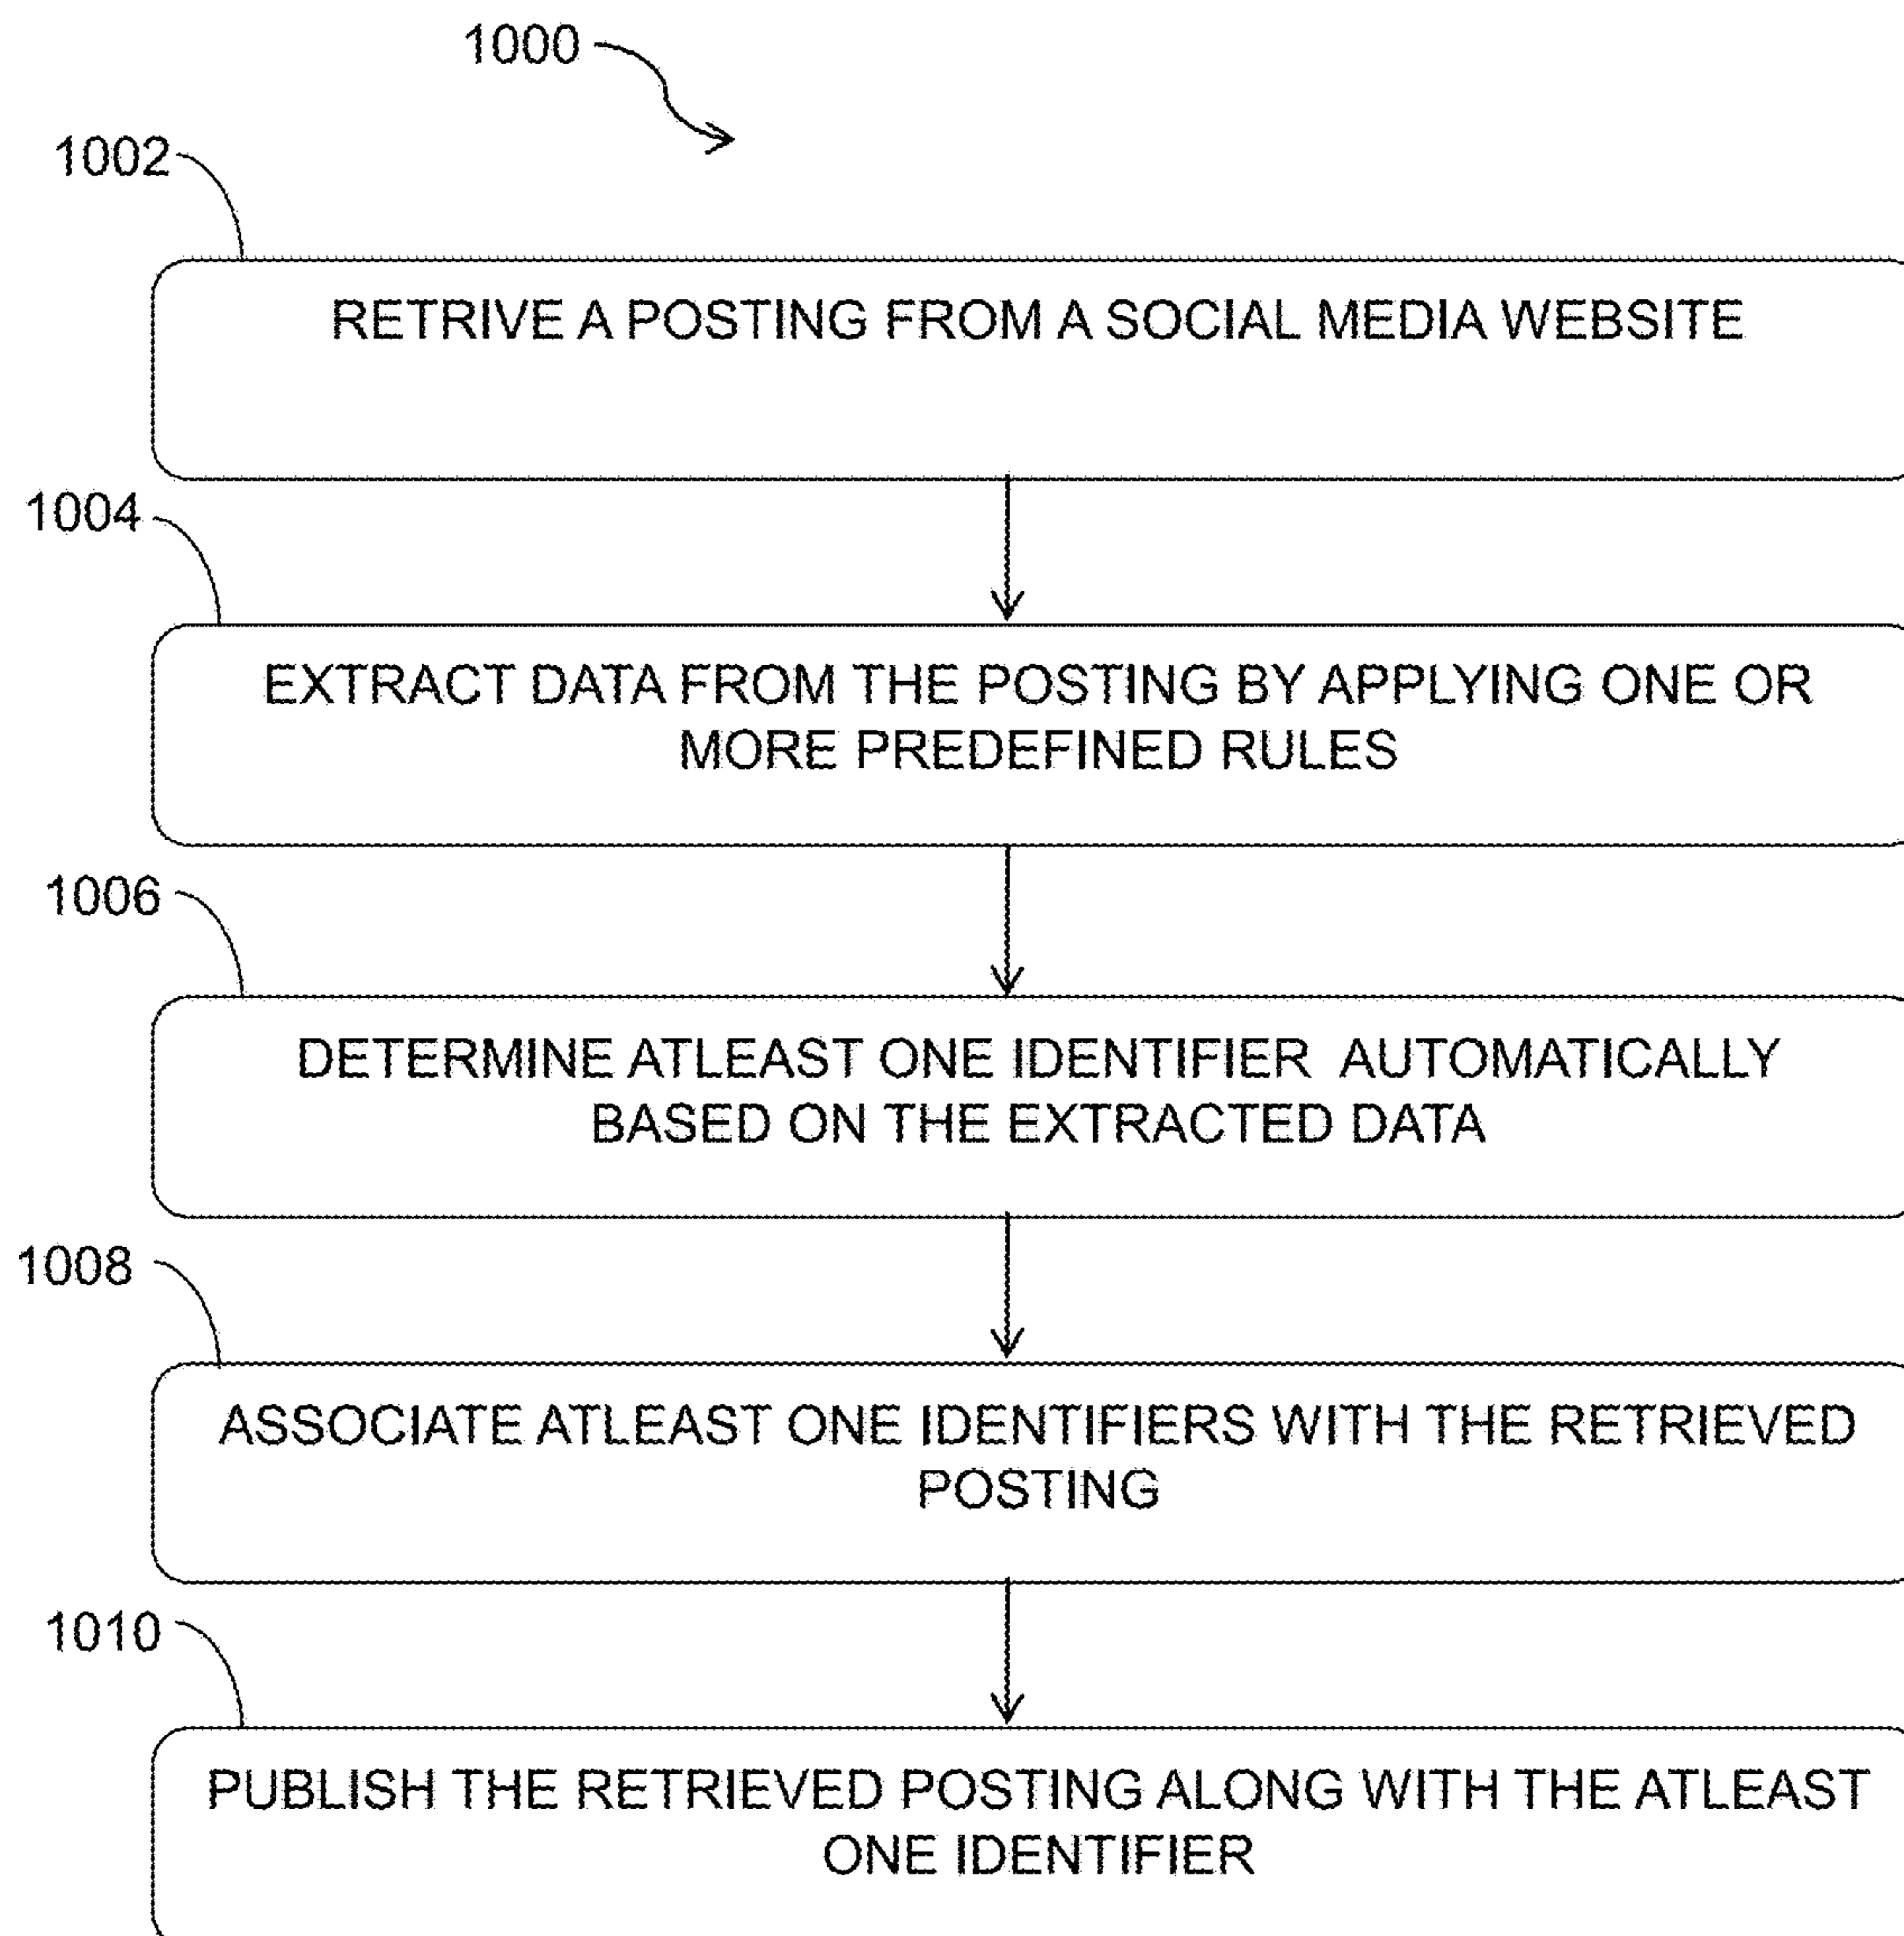 1000
1002
RETRIVE A POSTING FROM A SOCIAL MEDIA WEBSITE
1004
EXTRACT DATA FROM THE POSTING BY APPLYING ONE OR
MORE PREDEFINED RULES
1006
DETERMINE ATLEAST ONE IDENTIFIER AUTOMATICALLY
BASED ON THE EXTRACTED DATA
1008
ASSOCIATE ATLEAST ONE IDENTIFIERS WITH THE RETRIEVED
POSTING
1010
PUBLISH THE RETRIEVED POSTING ALONG WITH THE ATLEAST
ONE IDENTIFIER